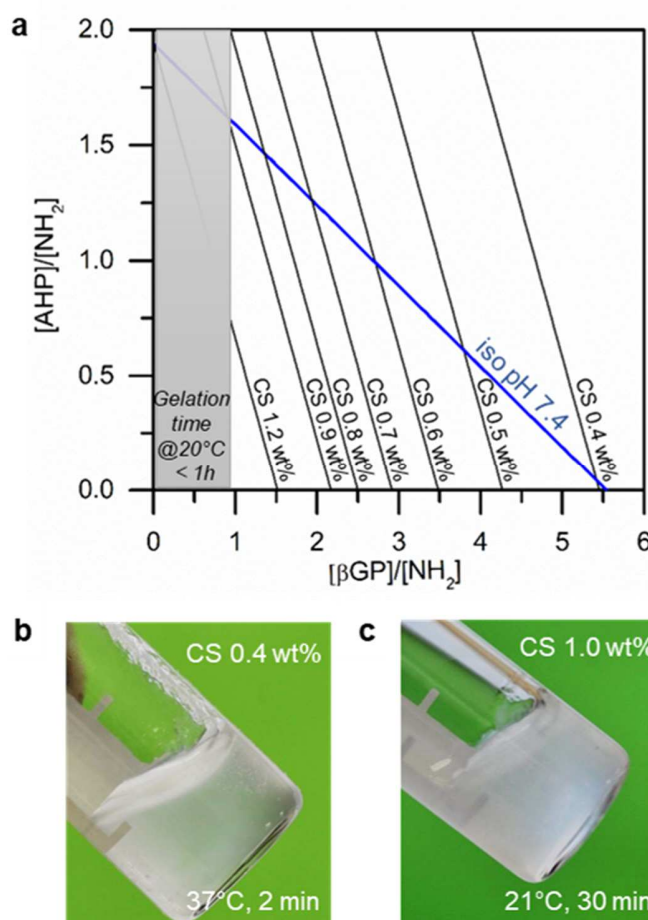 a
2.0
1.5
1.0
0.5
0.0
[AHP]/[NH₂]
Gelation
time
@20°C
< 1h
CS 1.2 wt%
CS 0.9 wt%
CS 0.8 wt%
CS 0.7 wt%
CS 0.6 wt%
CS 0.5 wt%
CS 0.4 wt%
iso pH 7.4
0 1 2 3 4 5 6
[βGP]/[NH₂]
b
CS 0.4 wt%
37°C, 2 min
c
CS 1.0 wt%
21°C, 30 min